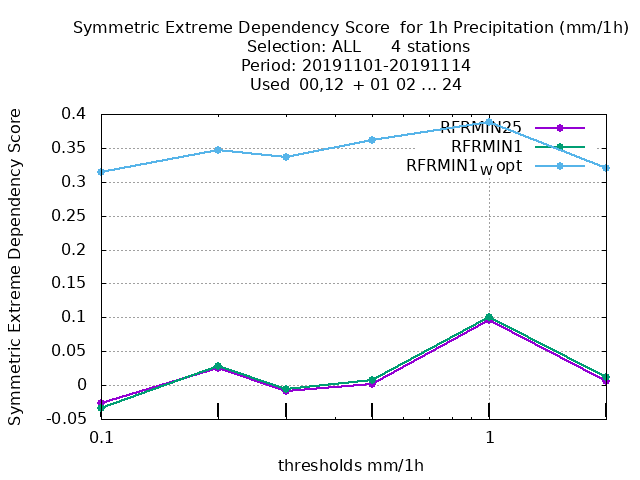 Symmetric Extreme Dependency Score  for 1h Precipitation (mm/1h)
Selection: ALL      4 stations
Period: 20191101-20191114
Used  00,12  + 01 02 ... 24
Symmetric Extreme Dependency Score
0.4
0.35
0.3
0.25
0.2
0.15
0.1
0.05
0
-0.05
RFRMIN25
RFRMIN1
RFRMIN1W opt
0.1
1
thresholds mm/1h